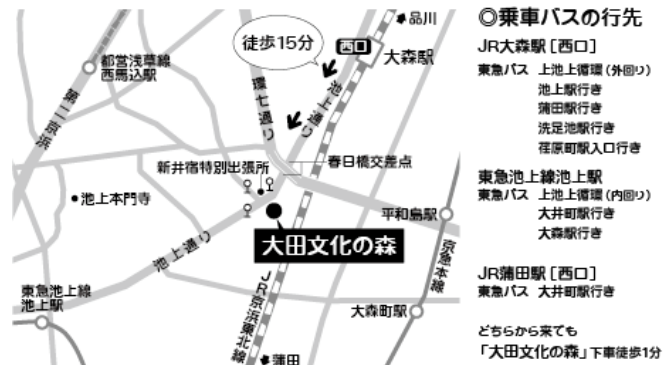 品川
徒歩15分
西口
大森駅
都営浅草線
西馬込駅
第二京浜
環七通り
池上通り
新井宿特別出張所
春日橋交差点
池上本門寺
平和島駅
大田文化の森
池上通り
京急本線
JR京浜東北線
東急池上線
池上駅
大森町駅
蒲田
◎乗車バスの行先
JR大森駅［西口］
東急バス 上池上循環（外回り）
池上駅行き
蒲田駅行き
洗足池駅行き
荏原町駅入口行き
東急池上線池上駅
東急バス 上池上循環（内回り）
大井町駅行き
大森駅行き
JR蒲田駅［西口］
東急バス 大井町駅行き
どちらから来ても
「大田文化の森」下車徒歩1分